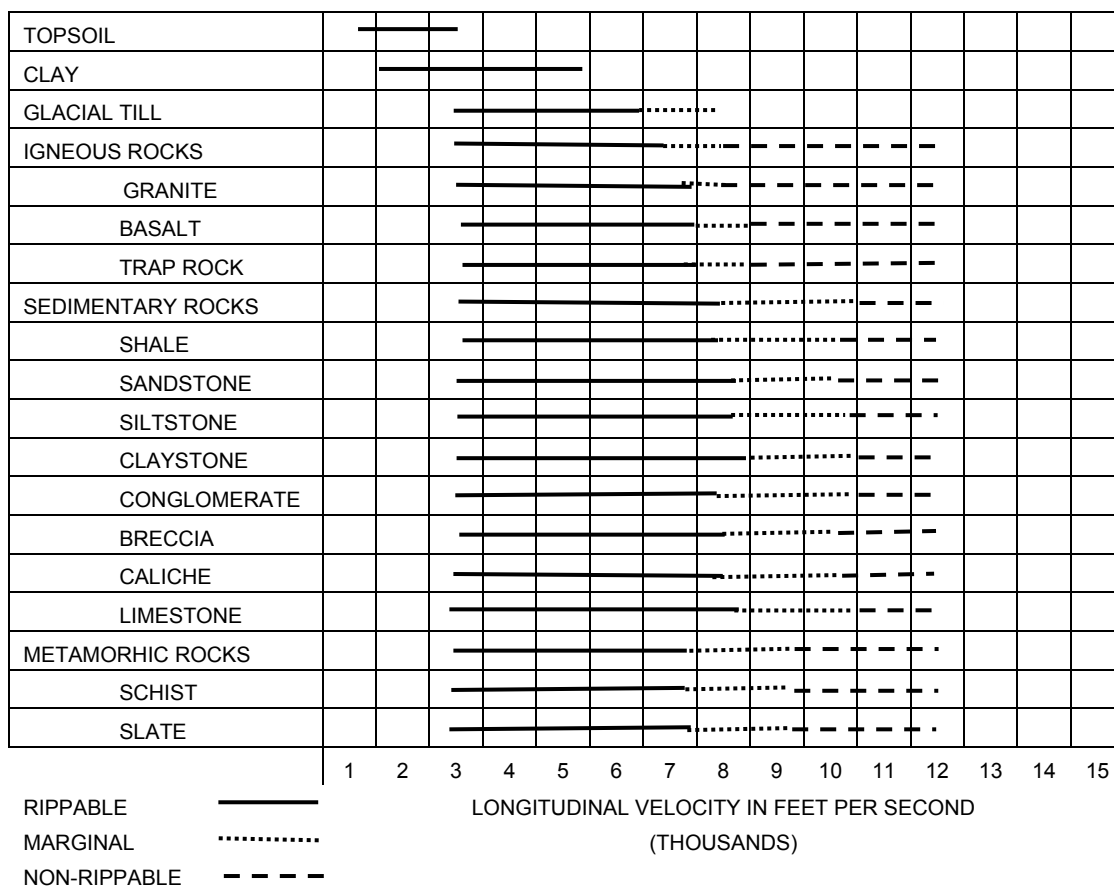 TOPSOIL
CLAY
GLACIAL TILL
IGNEOUS ROCKS
GRANITE
BASALT
TRAP ROCK
SEDIMENTARY ROCKS
SHALE
SANDSTONE
SILTSTONE
CLAYSTONE
CONGLOMERATE
BRECCIA
CALICHE
LIMESTONE
METAMORHIC ROCKS
SCHIST
SLATE
1 2 3 4 5 6 7 8 9 10 11 12 13 14 15
RIPPABLE LONGITUDINAL VELOCITY IN FEET PER SECOND
MARGINAL (THOUSANDS)
NON-RIPPABLE